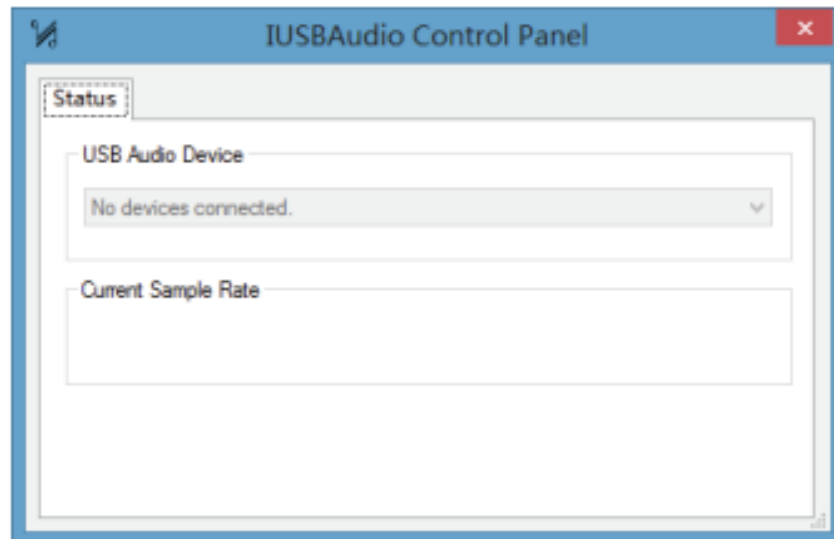 IUSBAudio Control Panel
Status
USB Audio Device
No devices connected.
Current Sample Rate